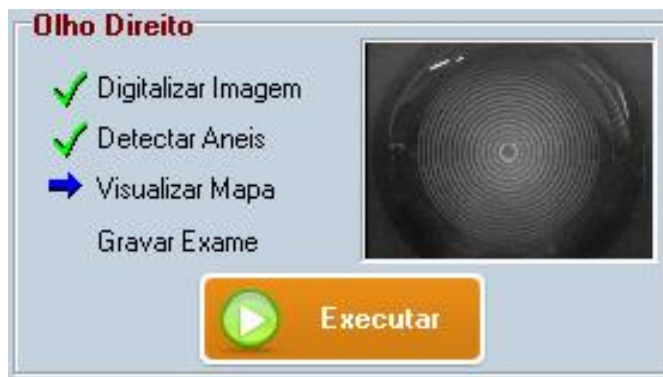 Olho Direito
Digitalizar Imagem
Detectar Aneis
Visualizar Mapa
Gravar Exame
Executar